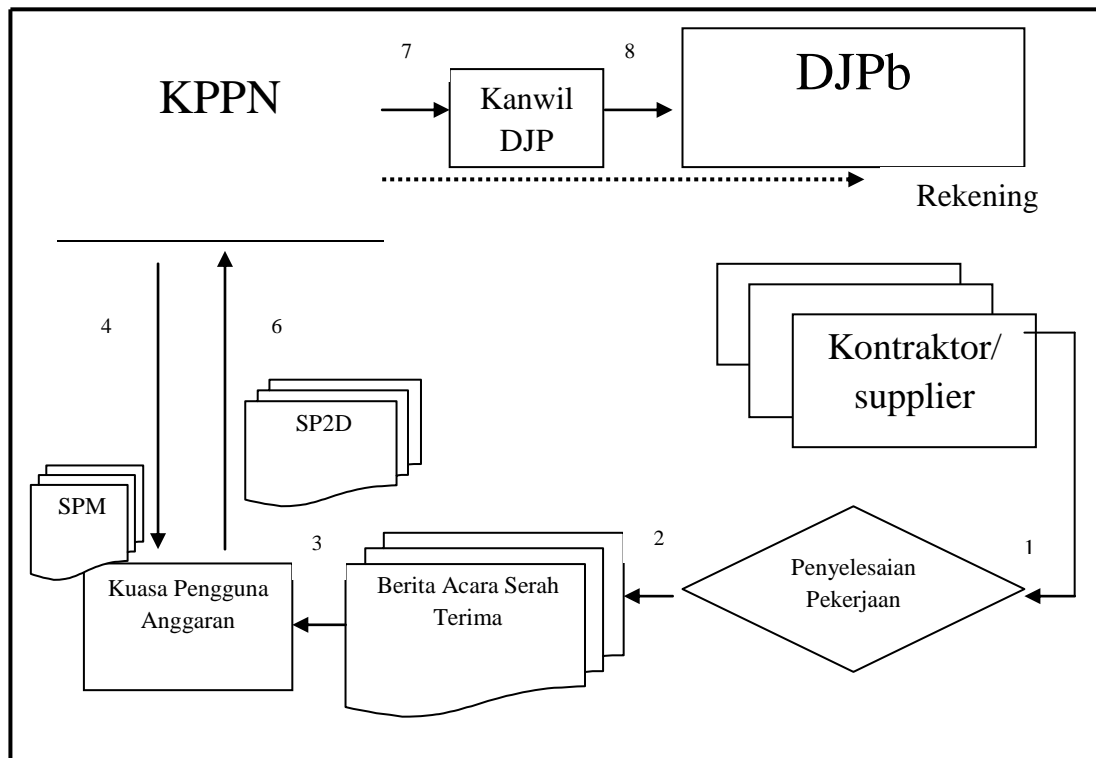 7
8
KPPN
Kanwil
DJP
DJPb
Rekening
4
6
Kontraktor/
supplier
SP2D
SPM
3
2
1
Kuasa Pengguna
Anggaran
Berita Acara Serah
Terima
Penyelesaian
Pekerjaan